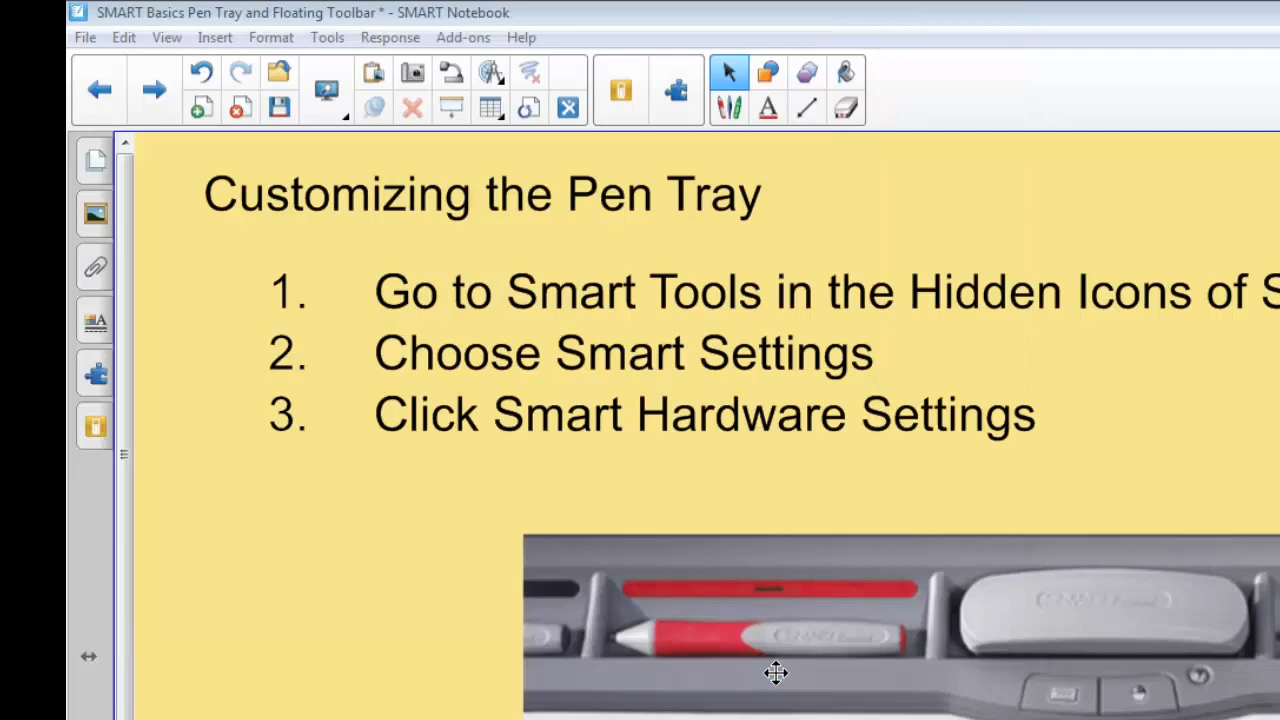 SMART Basics Pen Tray and Floating Toolbar * - SMART Notebook
File Edit View Insert Format Tools Response Add-ons Help
Customizing the Pen Tray
1. Go to Smart Tools in the Hidden Icons of S
2. Choose Smart Settings
3. Click Smart Hardware Settings